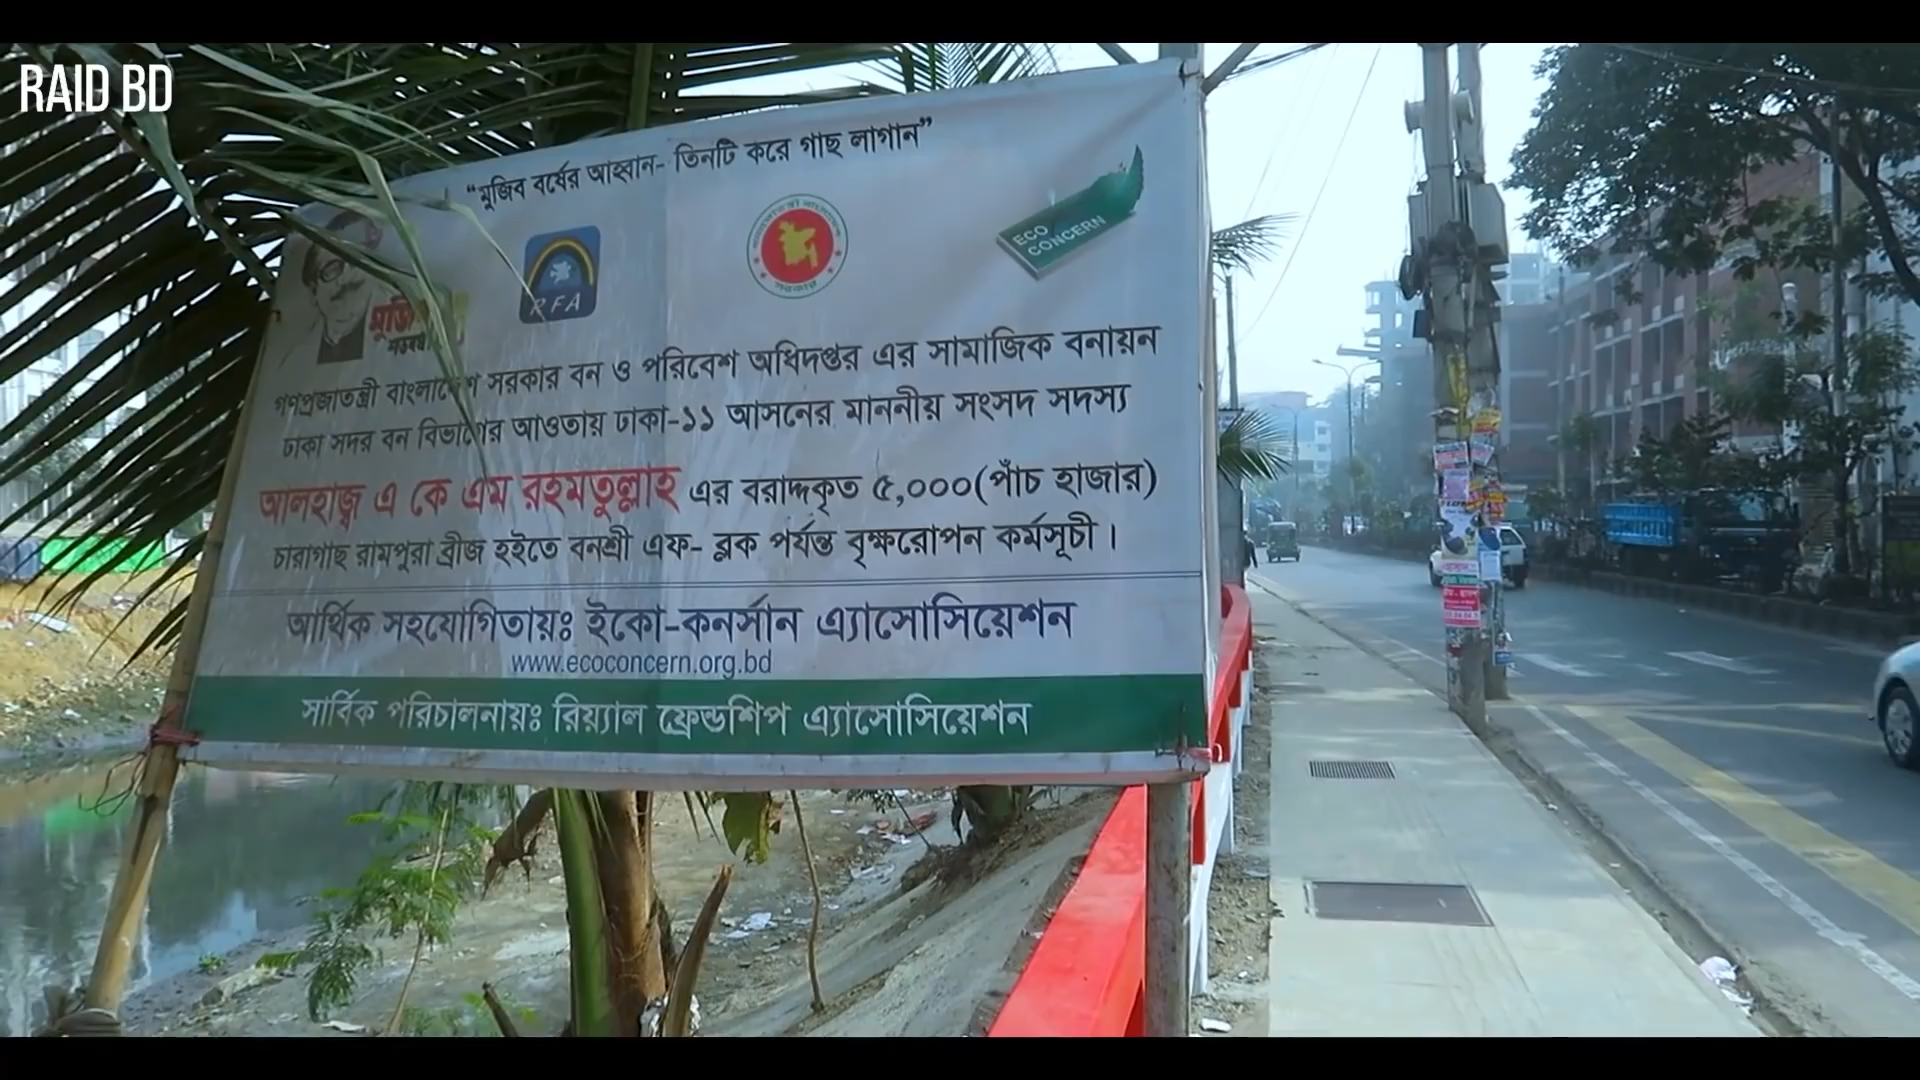 RAID BD
“মুজিব বর্ষের আহ্বান- তিনটি করে গাছ লাগান”
RFA
ECO
CONCERN
গণপ্রজাতন্ত্রী বাংলাদেশ সরকার বন ও পরিবেশ অধিদপ্তর এর সামাজিক বনায়ন
ঢাকা সদর বন বিভাগের আওতায় ঢাকা-১১ আসনের মাননীয় সংসদ সদস্য
আলহাজ্ব এ কে এম রহমতুল্লাহ এর বরাদ্দকৃত ৫,০০০(পাঁচ হাজার)
চারাগাছ রামপুরা ব্রীজ হইতে বনশ্রী এফ- ব্লক পর্যন্ত বৃক্ষরোপন কর্মসূচী।
আর্থিক সহযোগিতায়ঃ ইকো-কনর্সান এ্যাসোসিয়েশন
www.ecoconcern.org.bd
সার্বিক পরিচালনায়ঃ রিয়্যাল ফ্রেন্ডশিপ এ্যাসোসিয়েশন